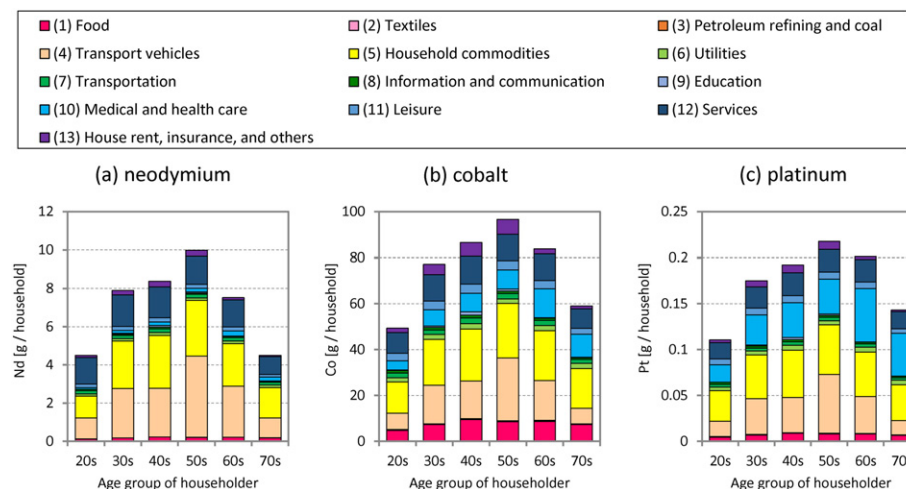 (1) Food (2) Textiles (3) Petroleum refining and coal
(4) Transport vehicles (5) Household commodities (6) Utilities
(7) Transportation (8) Information and communication (9) Education
(10) Medical and health care (11) Leisure (12) Services
(13) House rent, insurance, and others
(a) neodymium (b) cobalt (c) platinum
Nd [g / household]
12
10
8
6
4
2
0
20s 30s 40s 50s 60s 70s
Age group of householder
Co [g / household]
100
80
60
40
20
0
20s 30s 40s 50s 60s 70s
Age group of householder
Pt [g / household]
0.25
0.2
0.15
0.1
0.05
0
20s 30s 40s 50s 60s 70s
Age group of householder